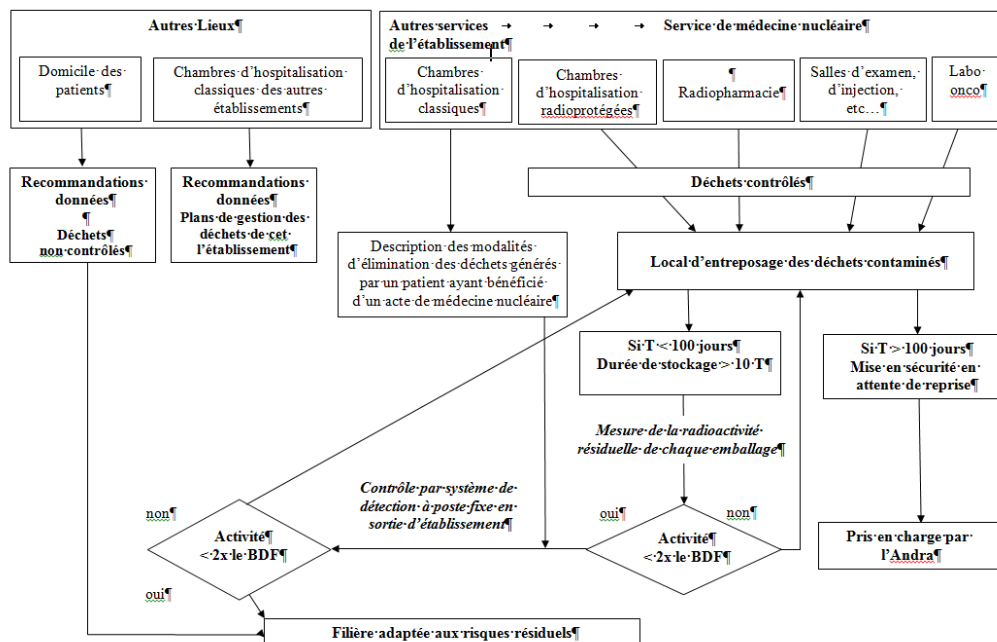 Autres Lieux¶
Domicile des
patients¶
Chambres d'hospitalisation
classiques des autres
établissements¶
Autres services → → → → Service de médecine nucléaire¶
de l'établissement¶
Chambres
d'hospitalisation
classiques¶
Chambres
d'hospitalisation
radioprotégées¶
¶
Radiopharmacie¶
Salles d'examen,
d'injection,
etc…¶
Labo
onco¶
Recommandations
données¶
¶
Déchets
non contrôlés¶
Recommandations
données¶
Plans de gestion des
déchets de cet
l'établissement¶
Déchets contrôlés¶
Description des modalités
d'élimination des déchets générés
par un patient ayant bénéficié
d'un acte de médecine nucléaire¶
Local d'entreposage des déchets contaminés¶
Si T < 100 jours¶
Durée de stockage > 10 T¶
Si T > 100 jours¶
Mise en sécurité en
attente de reprise¶
Mesure de la radioactivité
résiduelle de chaque emballage¶
Contrôle par système de
détection à poste fixe en
sortie d'établissement¶
non¶
Activité¶
< 2x le BDF¶
oui¶
oui¶
non¶
Activité¶
< 2x le BDF¶
Pris en charge par
l'Andra¶
Filière adaptée aux risques résiduels¶